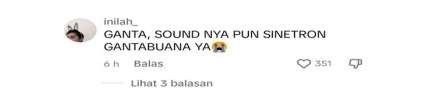 inilah_
GANTA, SOUND NYA PUN SINETRON
GANTABUANA YA😭
6 h Balas 351
Lihat 3 balasan